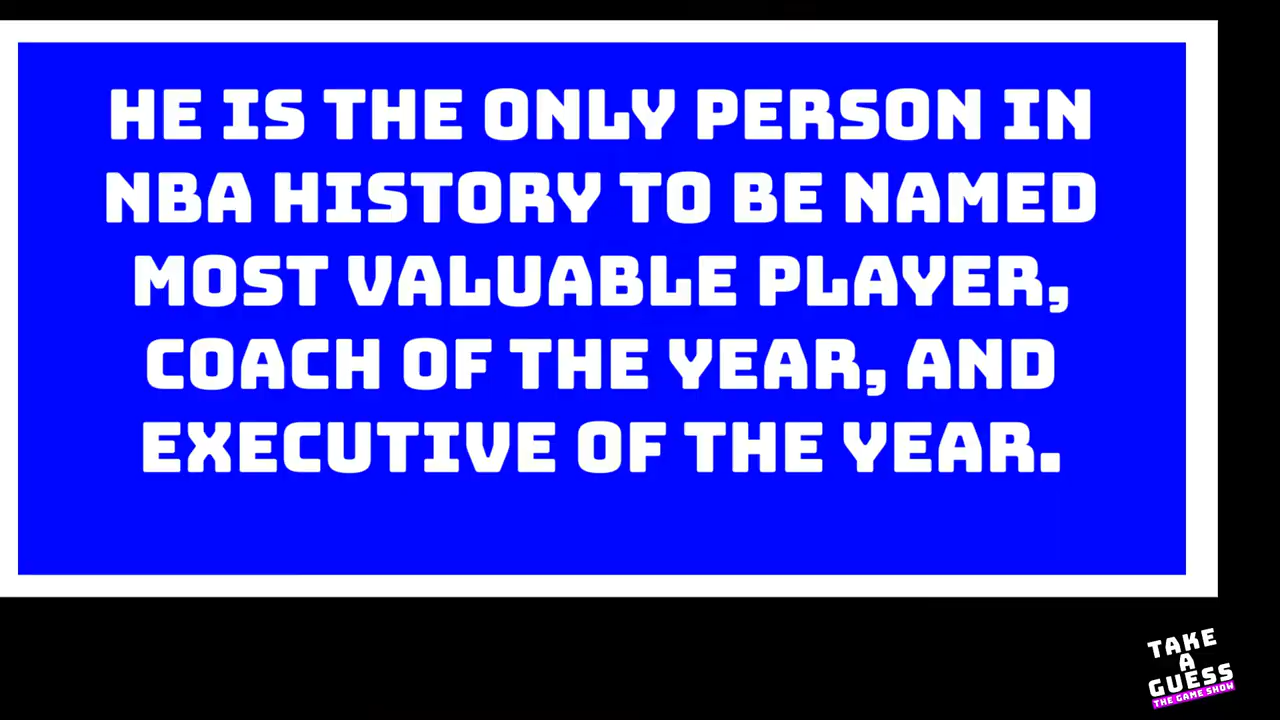 HE IS THE ONLY PERSON IN
NBA HISTORY TO BE NAMED
MOST VALUABLE PLAYER,
COACH OF THE YEAR, AND
EXECUTIVE OF THE YEAR.
TAKE
A
GUESS
THE GAME SHOW